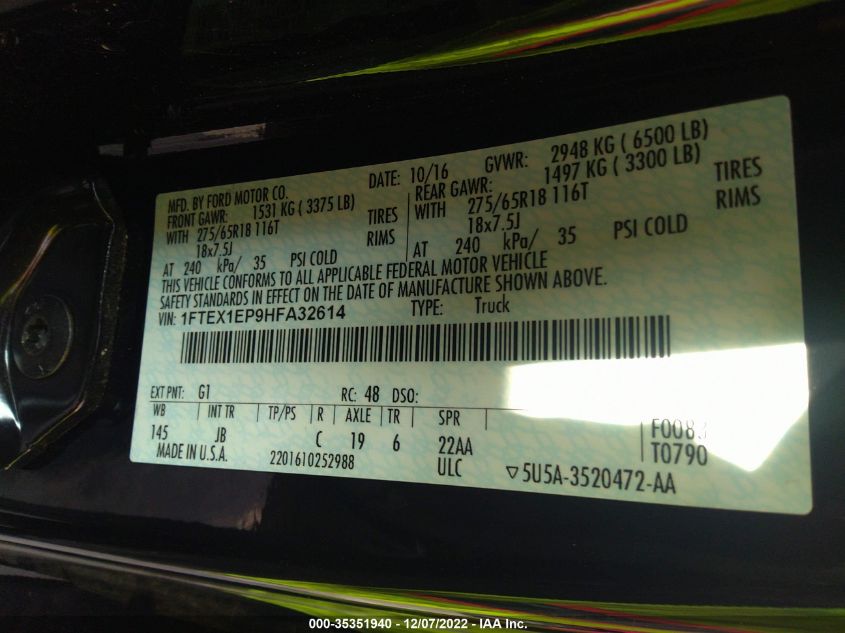 MFD. BY FORD MOTOR CO. DATE: 10/16 GVWR: 2948 KG ( 6500 LB)
FRONT GAWR: 1531 KG ( 3375 LB) REAR GAWR: 1497 KG ( 3300 LB)
WITH 275/65R18 116T TIRES WITH 275/65R18 116T TIRES
18x7.5J RIMS 18x7.5J RIMS
AT 240 kPa/ 35 PSI COLD AT 240 kPa/ 35 PSI COLD
THIS VEHICLE CONFORMS TO ALL APPLICABLE FEDERAL MOTOR VEHICLE
SAFETY STANDARDS IN EFFECT ON THE DATE OF MANUFACTURE SHOWN ABOVE.
VIN: 1FTEX1EP9HFA32614 TYPE: Truck
EXT PNT: G1 RC: 48 DSO:
WB INT TR TP/PS R AXLE TR SPR
145 JB C 19 6 22AA F0083
MADE IN U.S.A. 2201610252988 ULC T0790
▽5U5A-3520472-AA
000-35351940 - 12/07/2022 - IAA Inc.